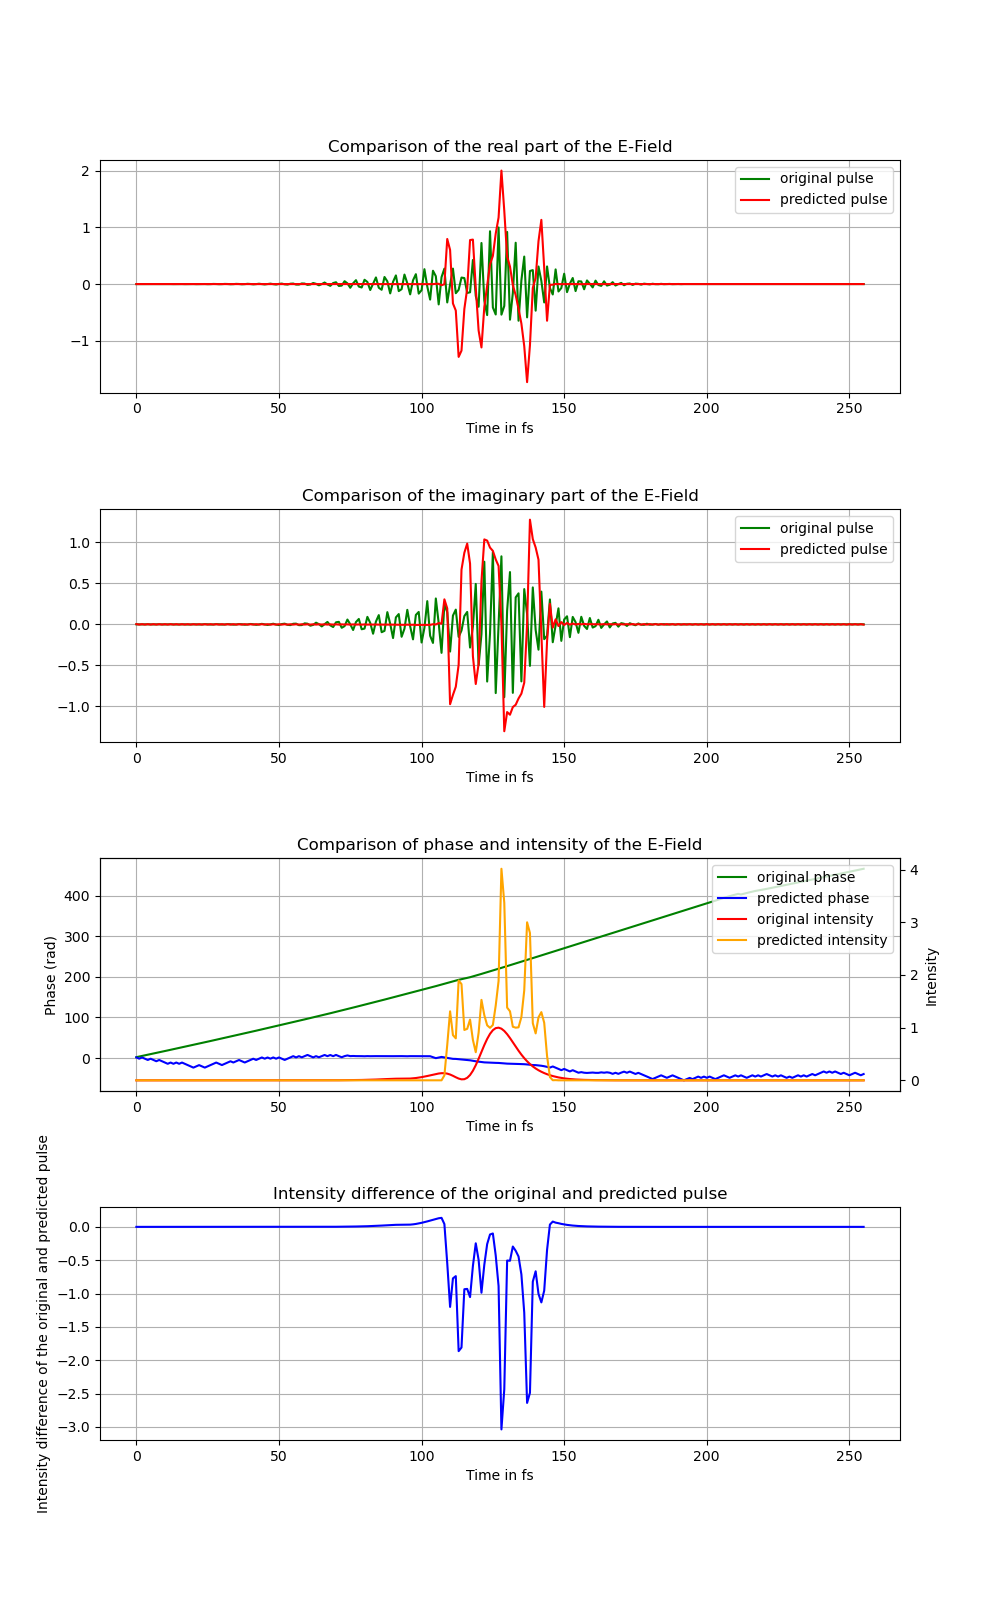 Comparison of the real part of the E-Field
2
1
0
−1
original pulse
predicted pulse
0 50 100 150 200 250
Time in fs
Comparison of the imaginary part of the E-Field
1.0
0.5
0.0
−0.5
−1.0
original pulse
predicted pulse
0 50 100 150 200 250
Time in fs
Comparison of phase and intensity of the E-Field
Phase (rad)
400
300
200
100
0
original phase
predicted phase
original intensity
predicted intensity
4
3
2
1
0
Intensity
0 50 100 150 200 250
Time in fs
Intensity difference of the original and predicted pulse
Intensity difference of the original and predicted pulse
0.0
−0.5
−1.0
−1.5
−2.0
−2.5
−3.0
0 50 100 150 200 250
Time in fs